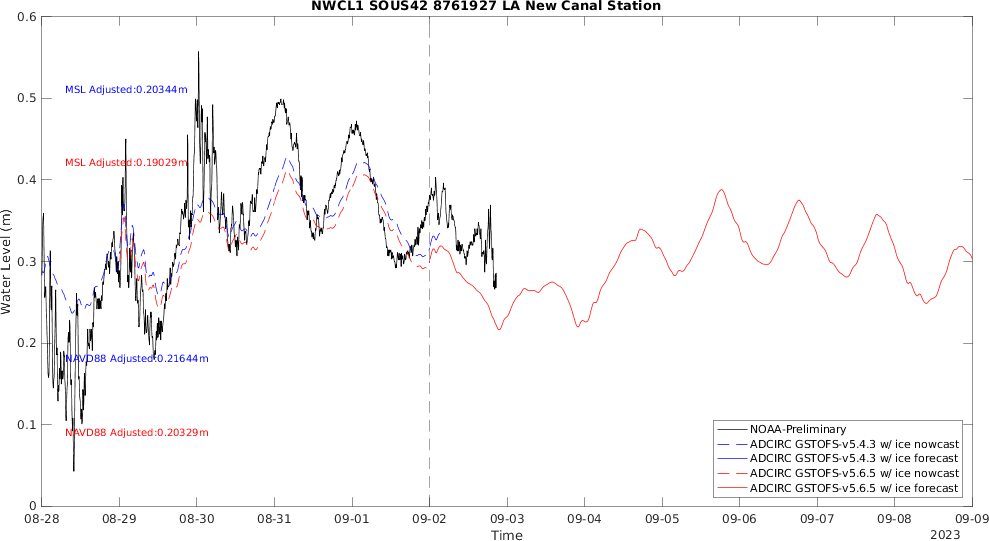 NWCL1 SOUS42 8761927 LA New Canal Station
0.6
0.5
0.4
0.3
0.2
0.1
0
Water Level (m)
MSL Adjusted:0.20344m
MSL Adjusted:0.19029m
NAVD88 Adjusted:0.21644m
NAVD88 Adjusted:0.20329m
NOAA-Preliminary
ADCIRC GSTOFS-v5.4.3 w/ ice nowcast
ADCIRC GSTOFS-v5.4.3 w/ ice forecast
ADCIRC GSTOFS-v5.6.5 w/ ice nowcast
ADCIRC GSTOFS-v5.6.5 w/ ice forecast
08-28 08-29 08-30 08-31 09-01 09-02 09-03 09-04 09-05 09-06 09-07 09-08 09-09
Time
2023